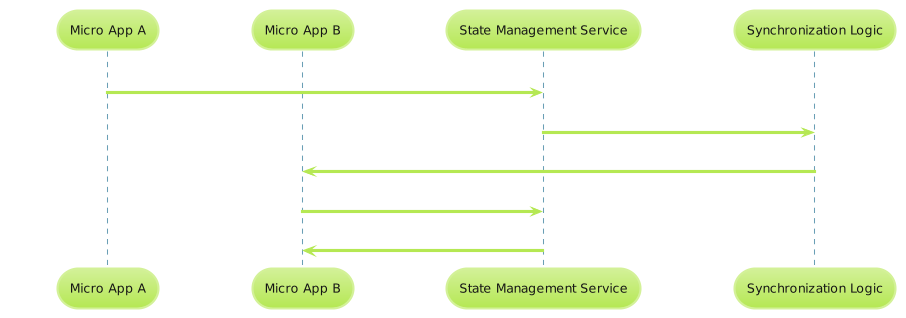 Micro App A
Micro App B
State Management Service
Synchronization Logic
Micro App A
Micro App B
State Management Service
Synchronization Logic